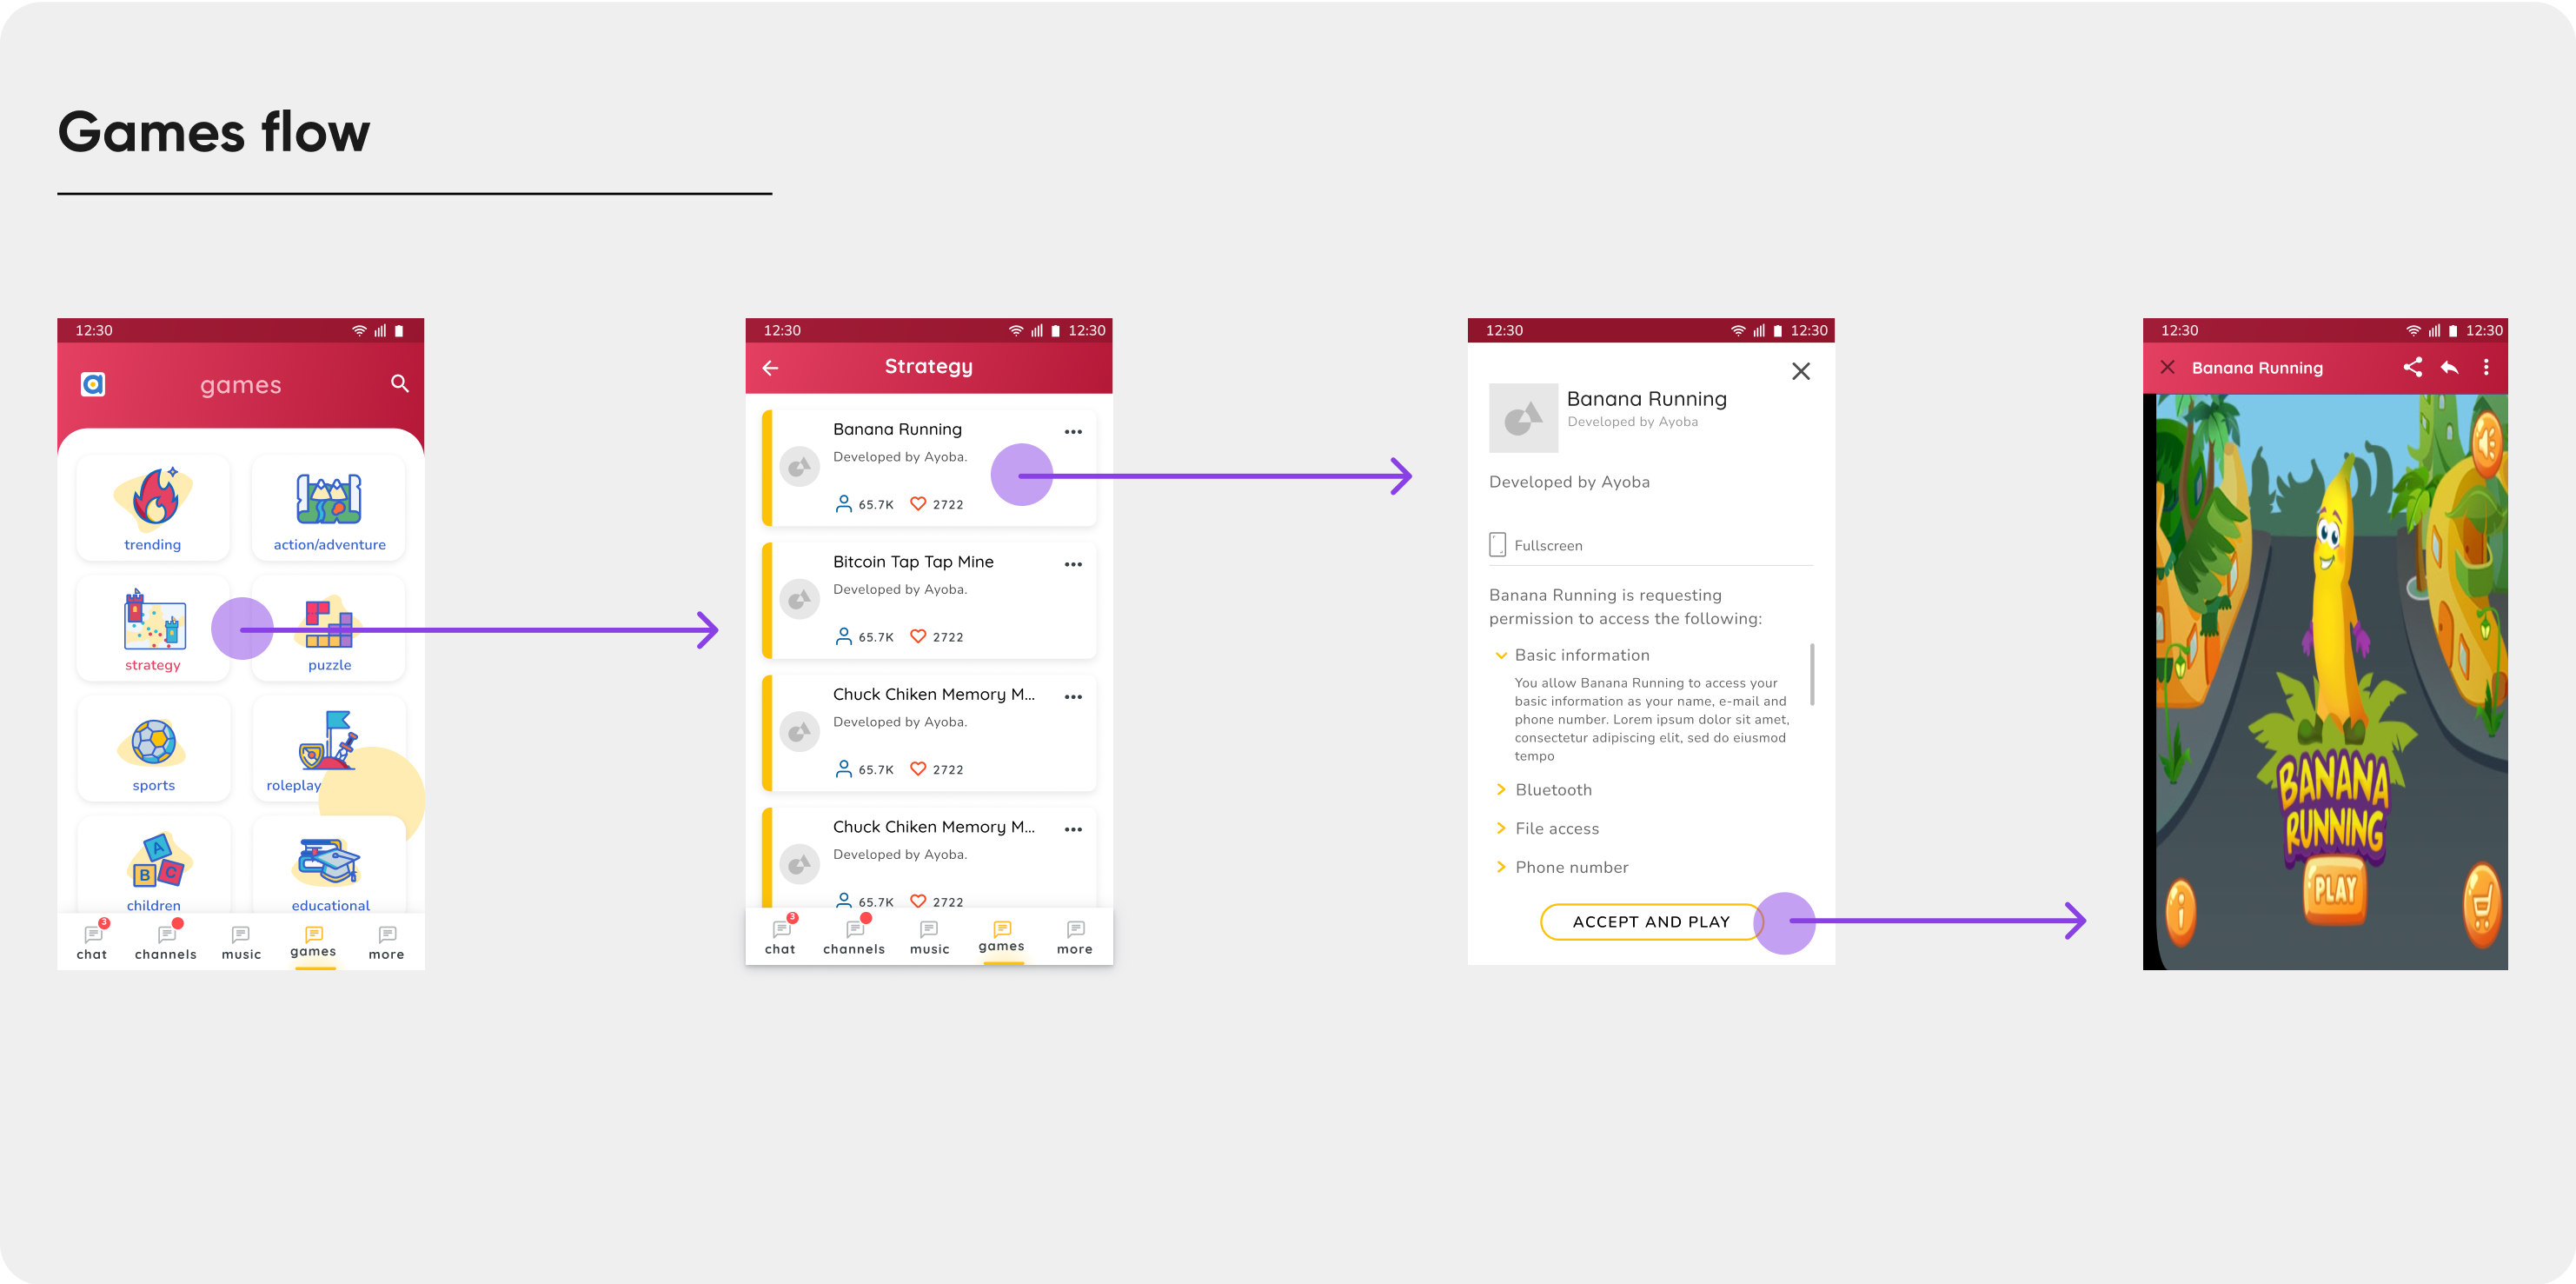 Games flow
12:30
games
trending
action/adventure
strategy
puzzle
sports
roleplay
A
B
C
children
educational
3
chat
channels
music
games
more
12:30
12:30
Strategy
Banana Running
Developed by Ayoba.
65.7K
2722
Bitcoin Tap Tap Mine
Developed by Ayoba.
65.7K
2722
Chuck Chiken Memory M...
Developed by Ayoba.
65.7K
2722
Chuck Chiken Memory M...
Developed by Ayoba.
65.7K
2722
3
chat
channels
music
games
more
12:30
12:30
Banana Running
Developed by Ayoba
Developed by Ayoba
Fullscreen
Banana Running is requesting
permission to access the following:
Basic information
You allow Banana Running to access your
basic information as your name, e-mail and
phone number. Lorem ipsum dolor sit amet,
consectetur adipiscing elit, sed do eiusmod
tempo
Bluetooth
File access
Phone number
ACCEPT AND PLAY
12:30
12:30
Banana Running
BANANA
RUNNING
PLAY
i